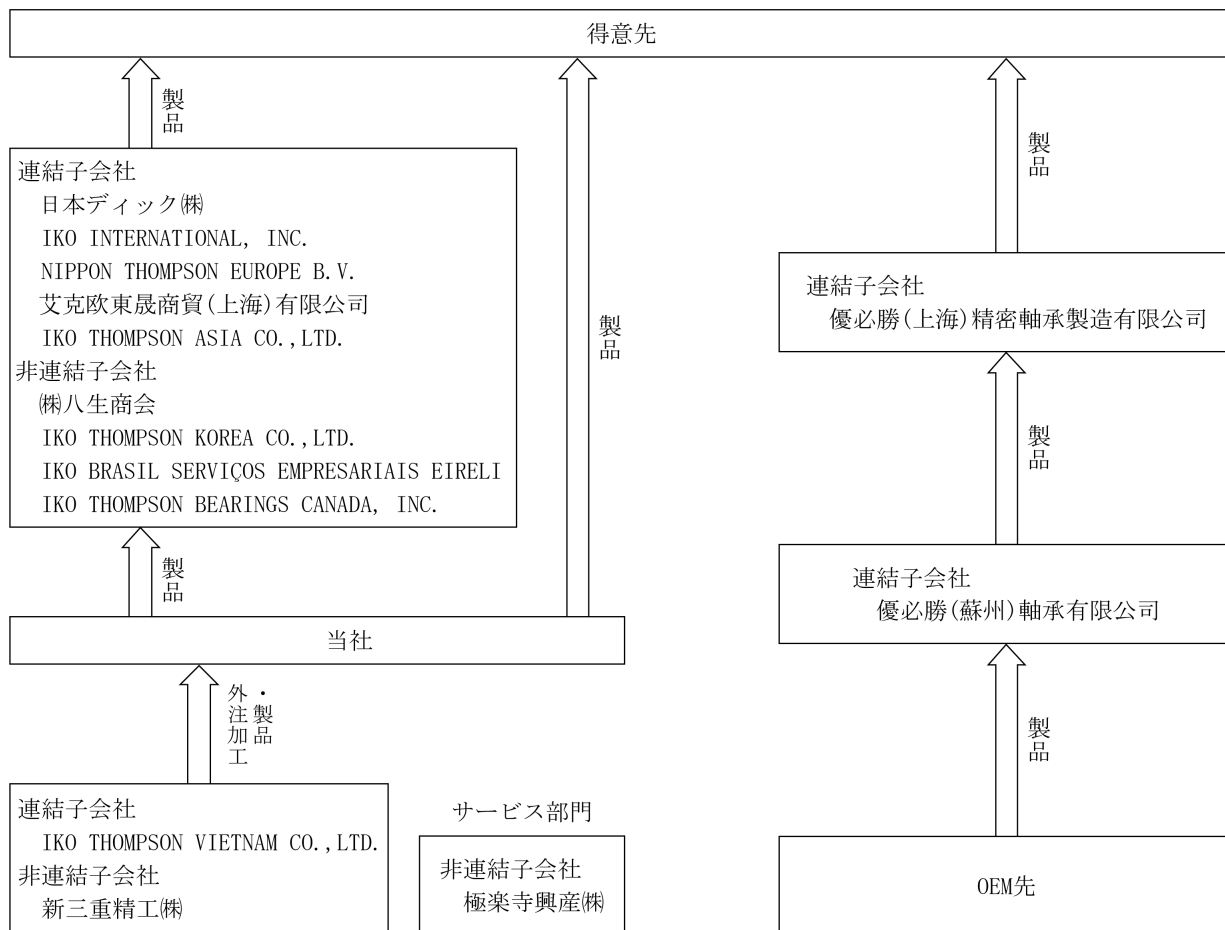 得意先
製品
連結子会社
日本ディック㈱
IKO INTERNATIONAL, INC.
NIPPON THOMPSON EUROPE B.V.
艾克欧東晟商貿(上海)有限公司
IKO THOMPSON ASIA CO.,LTD.
非連結子会社
㈱八生商会
IKO THOMPSON KOREA CO.,LTD.
IKO BRASIL SERVIÇOS EMPRESARIAIS EIRELI
IKO THOMPSON BEARINGS CANADA, INC.
製品
当社
・製品
外注加工
連結子会社
IKO THOMPSON VIETNAM CO.,LTD.
非連結子会社
新三重精工㈱
製品
サービス部門
非連結子会社
極楽寺興産㈱
製品
連結子会社
優必勝(上海)精密軸承製造有限公司
製品
連結子会社
優必勝(蘇州)軸承有限公司
製品
OEM先